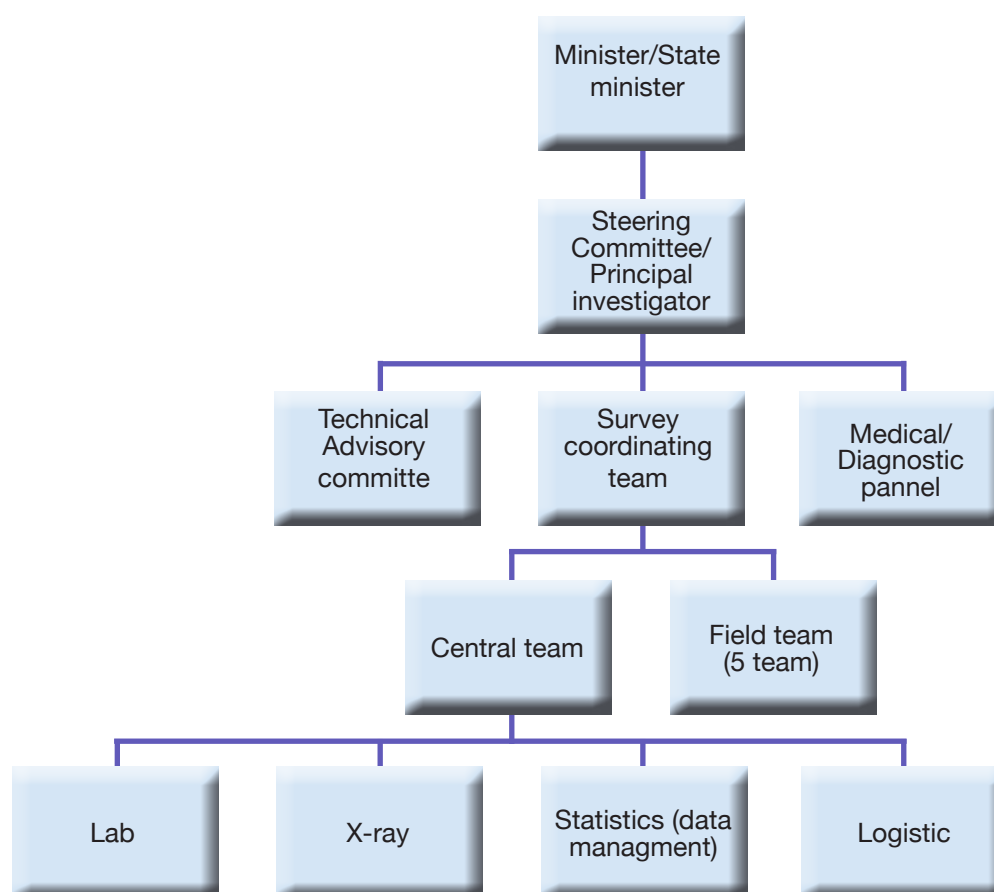 Minister/State
minister
Steering
Committee/
Principal
investigator
Technical
Advisory
committe
Survey
coordinating
team
Medical/
Diagnostic
pannel
Central team
Field team
(5 team)
Lab
X-ray
Statistics (data
managment)
Logistic